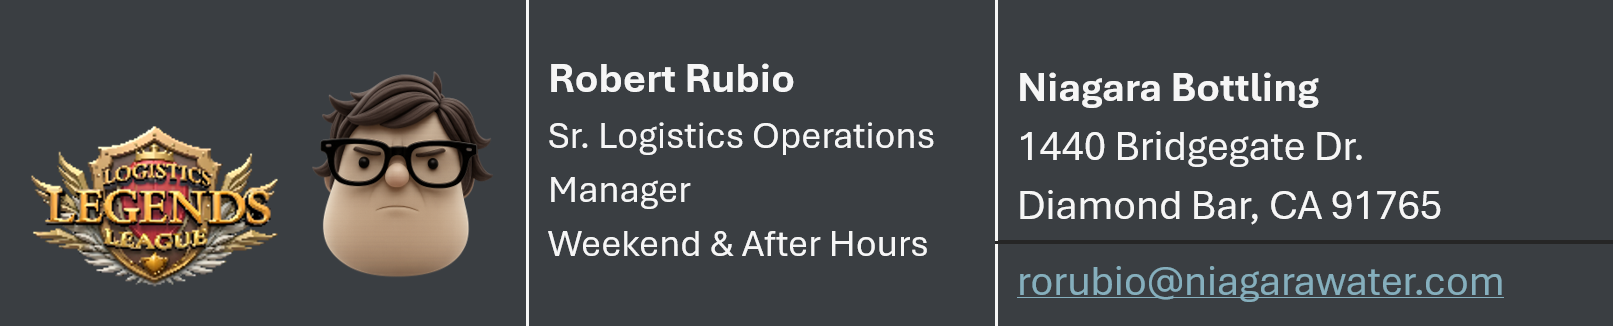 LOGISTICS
LEGENDS
LEAGUE
Robert Rubio
Sr. Logistics Operations
Manager
Weekend & After Hours
Niagara Bottling
1440 Bridgegate Dr.
Diamond Bar, CA 91765
rorubio@niagarawater.com